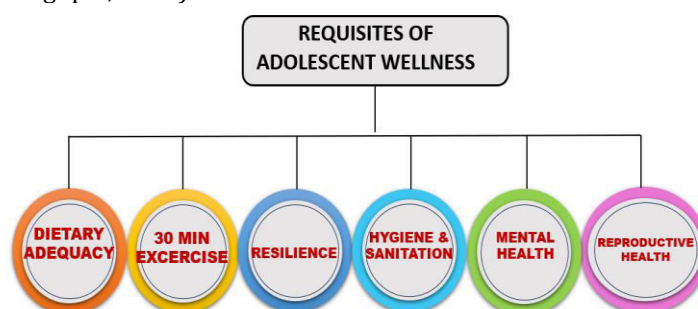 REQUISITES OF
ADOLESCENT WELLNESS
DIETARY
ADEQUACY
30 MIN
EXCERCISE
RESILIENCE
HYGIENE &
SANITATION
MENTAL
HEALTH
REPRODUCTIVE
HEALTH